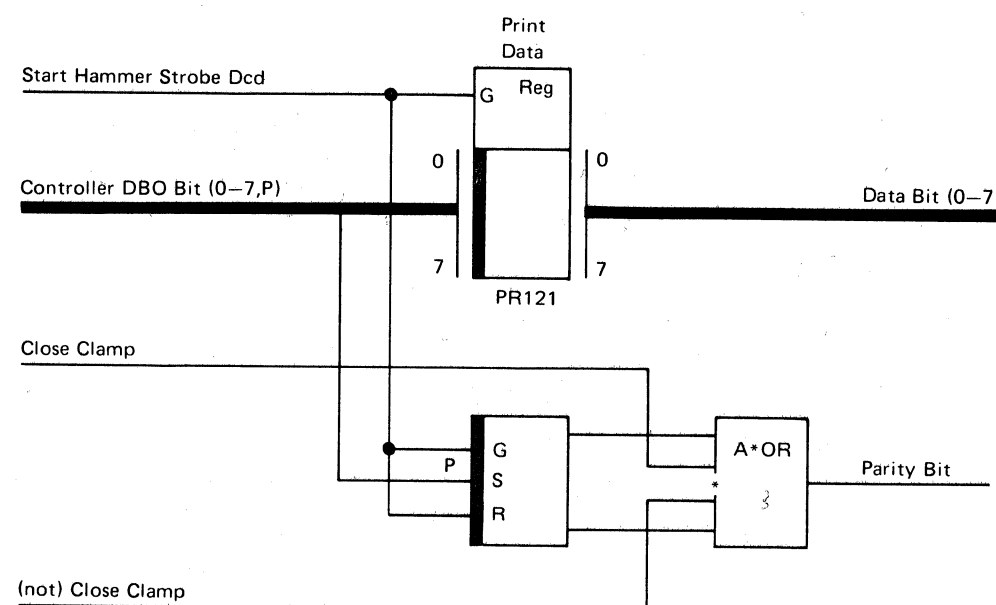 Print
Data
Start Hammer Strobe Dcd
G Reg
0 0
Controller DBO Bit (0–7,P)
Data Bit (0–7
7 7
PR121
Close Clamp
G
P
S
R
A*OR
*
Parity Bit
(not) Close Clamp